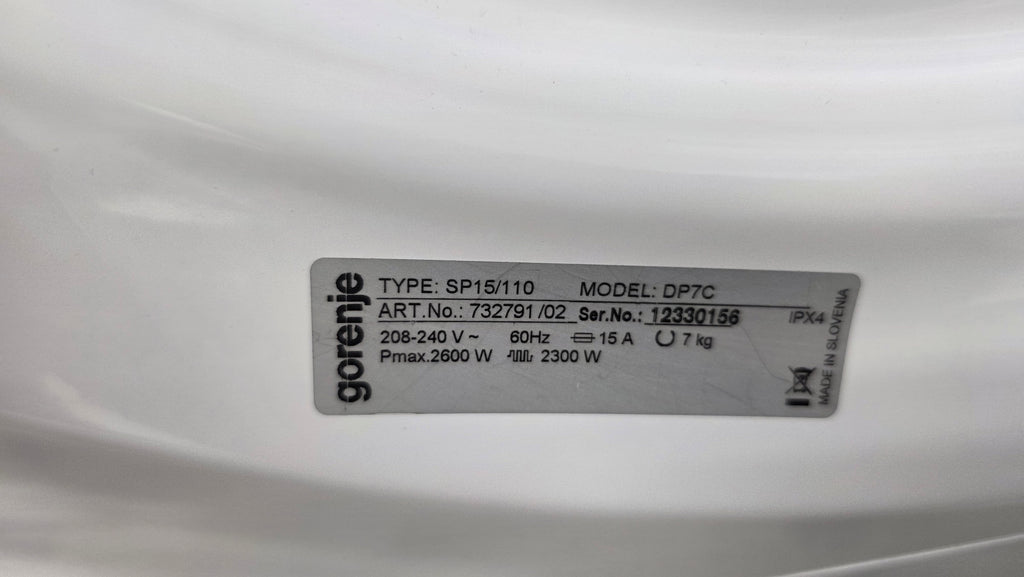 gorenje
TYPE: SP15/110 MODEL: DP7C
ART.No.: 732791/02 Ser.No.: 12330156 IPX4
208-240 V ~ 60Hz 15 A 7 kg
Pmax.2600 W 2300 W
MADE IN SLOVENIA